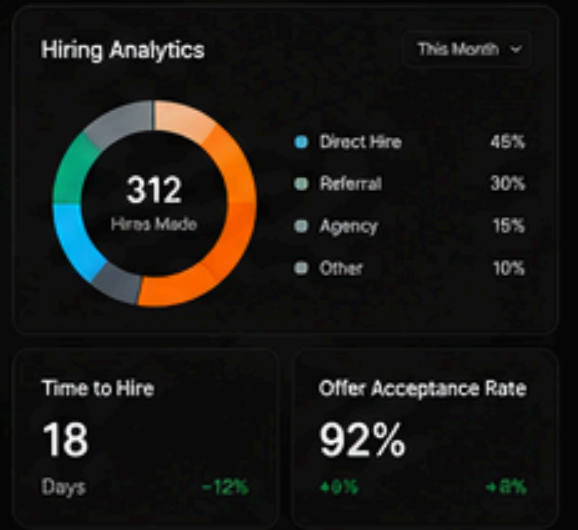 Hiring Analytics
This Month
312
Hires Made
Direct Hire 45%
Referral 30%
Agency 15%
Other 10%
Time to Hire
18
Days -12%
Offer Acceptance Rate
92%
+8%